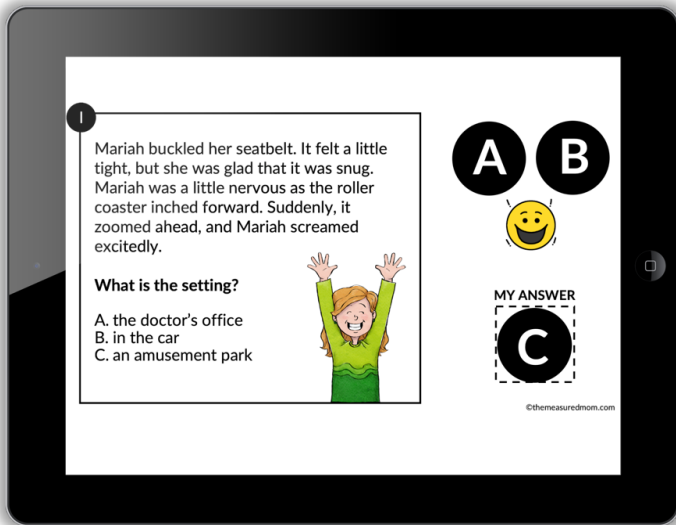 1
Mariah buckled her seatbelt. It felt a little
tight, but she was glad that it was snug.
Mariah was a little nervous as the roller
coaster inched forward. Suddenly, it
zoomed ahead, and Mariah screamed
excitedly.
What is the setting?
A. the doctor's office
B. in the car
C. an amusement park
A B
MY ANSWER
C
©themeasuredmom.com